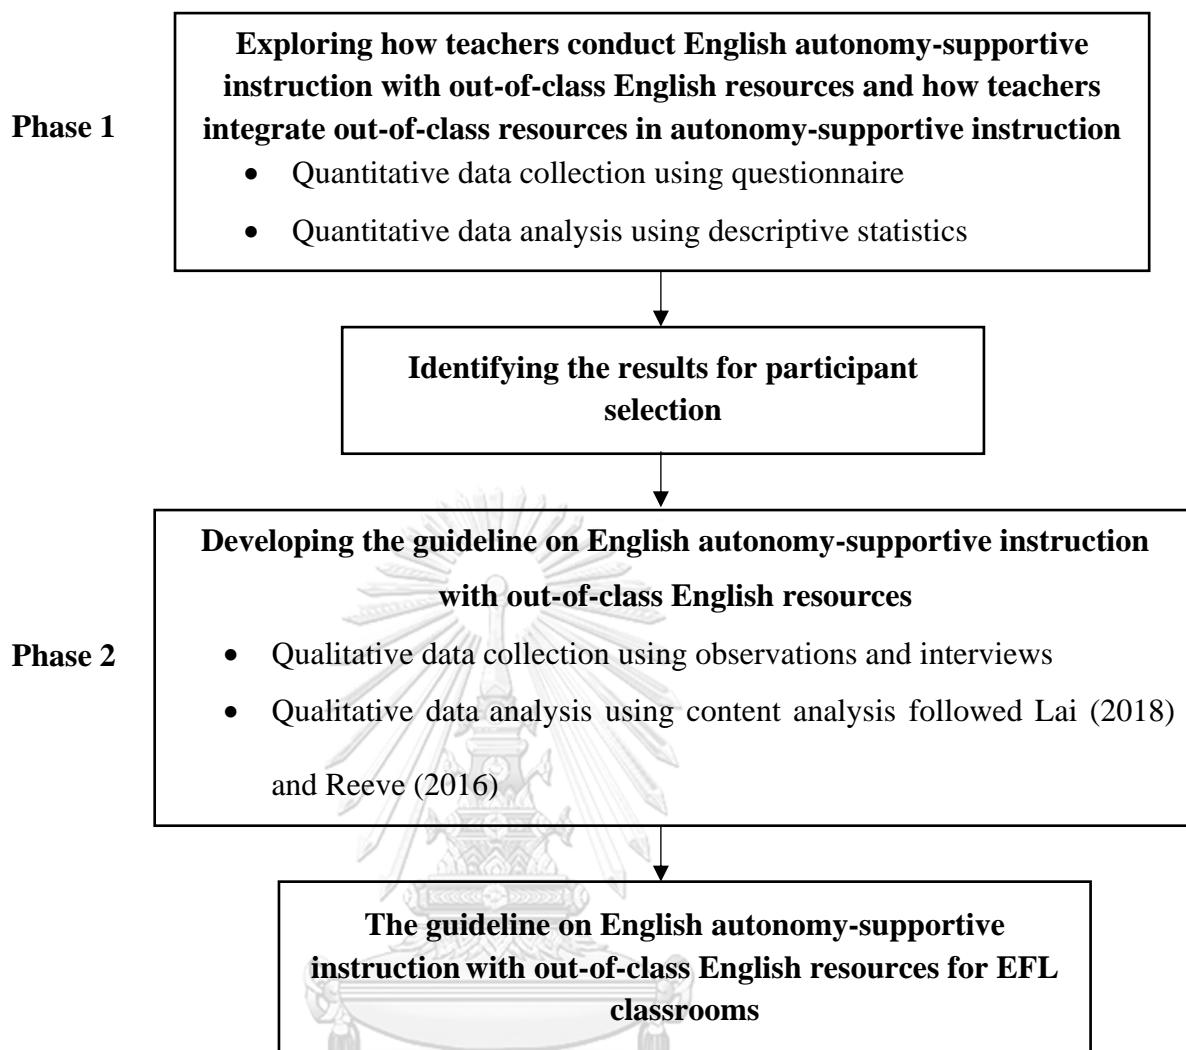 Exploring how teachers conduct English autonomy-supportive
instruction with out-of-class English resources and how teachers
integrate out-of-class resources in autonomy-supportive instruction
Phase 1
• Quantitative data collection using questionnaire
• Quantitative data analysis using descriptive statistics
Identifying the results for participant
selection
Developing the guideline on English autonomy-supportive instruction
with out-of-class English resources
Phase 2
• Qualitative data collection using observations and interviews
• Qualitative data analysis using content analysis followed Lai (2018)
and Reeve (2016)
The guideline on English autonomy-supportive
instruction with out-of-class English resources for EFL
classrooms